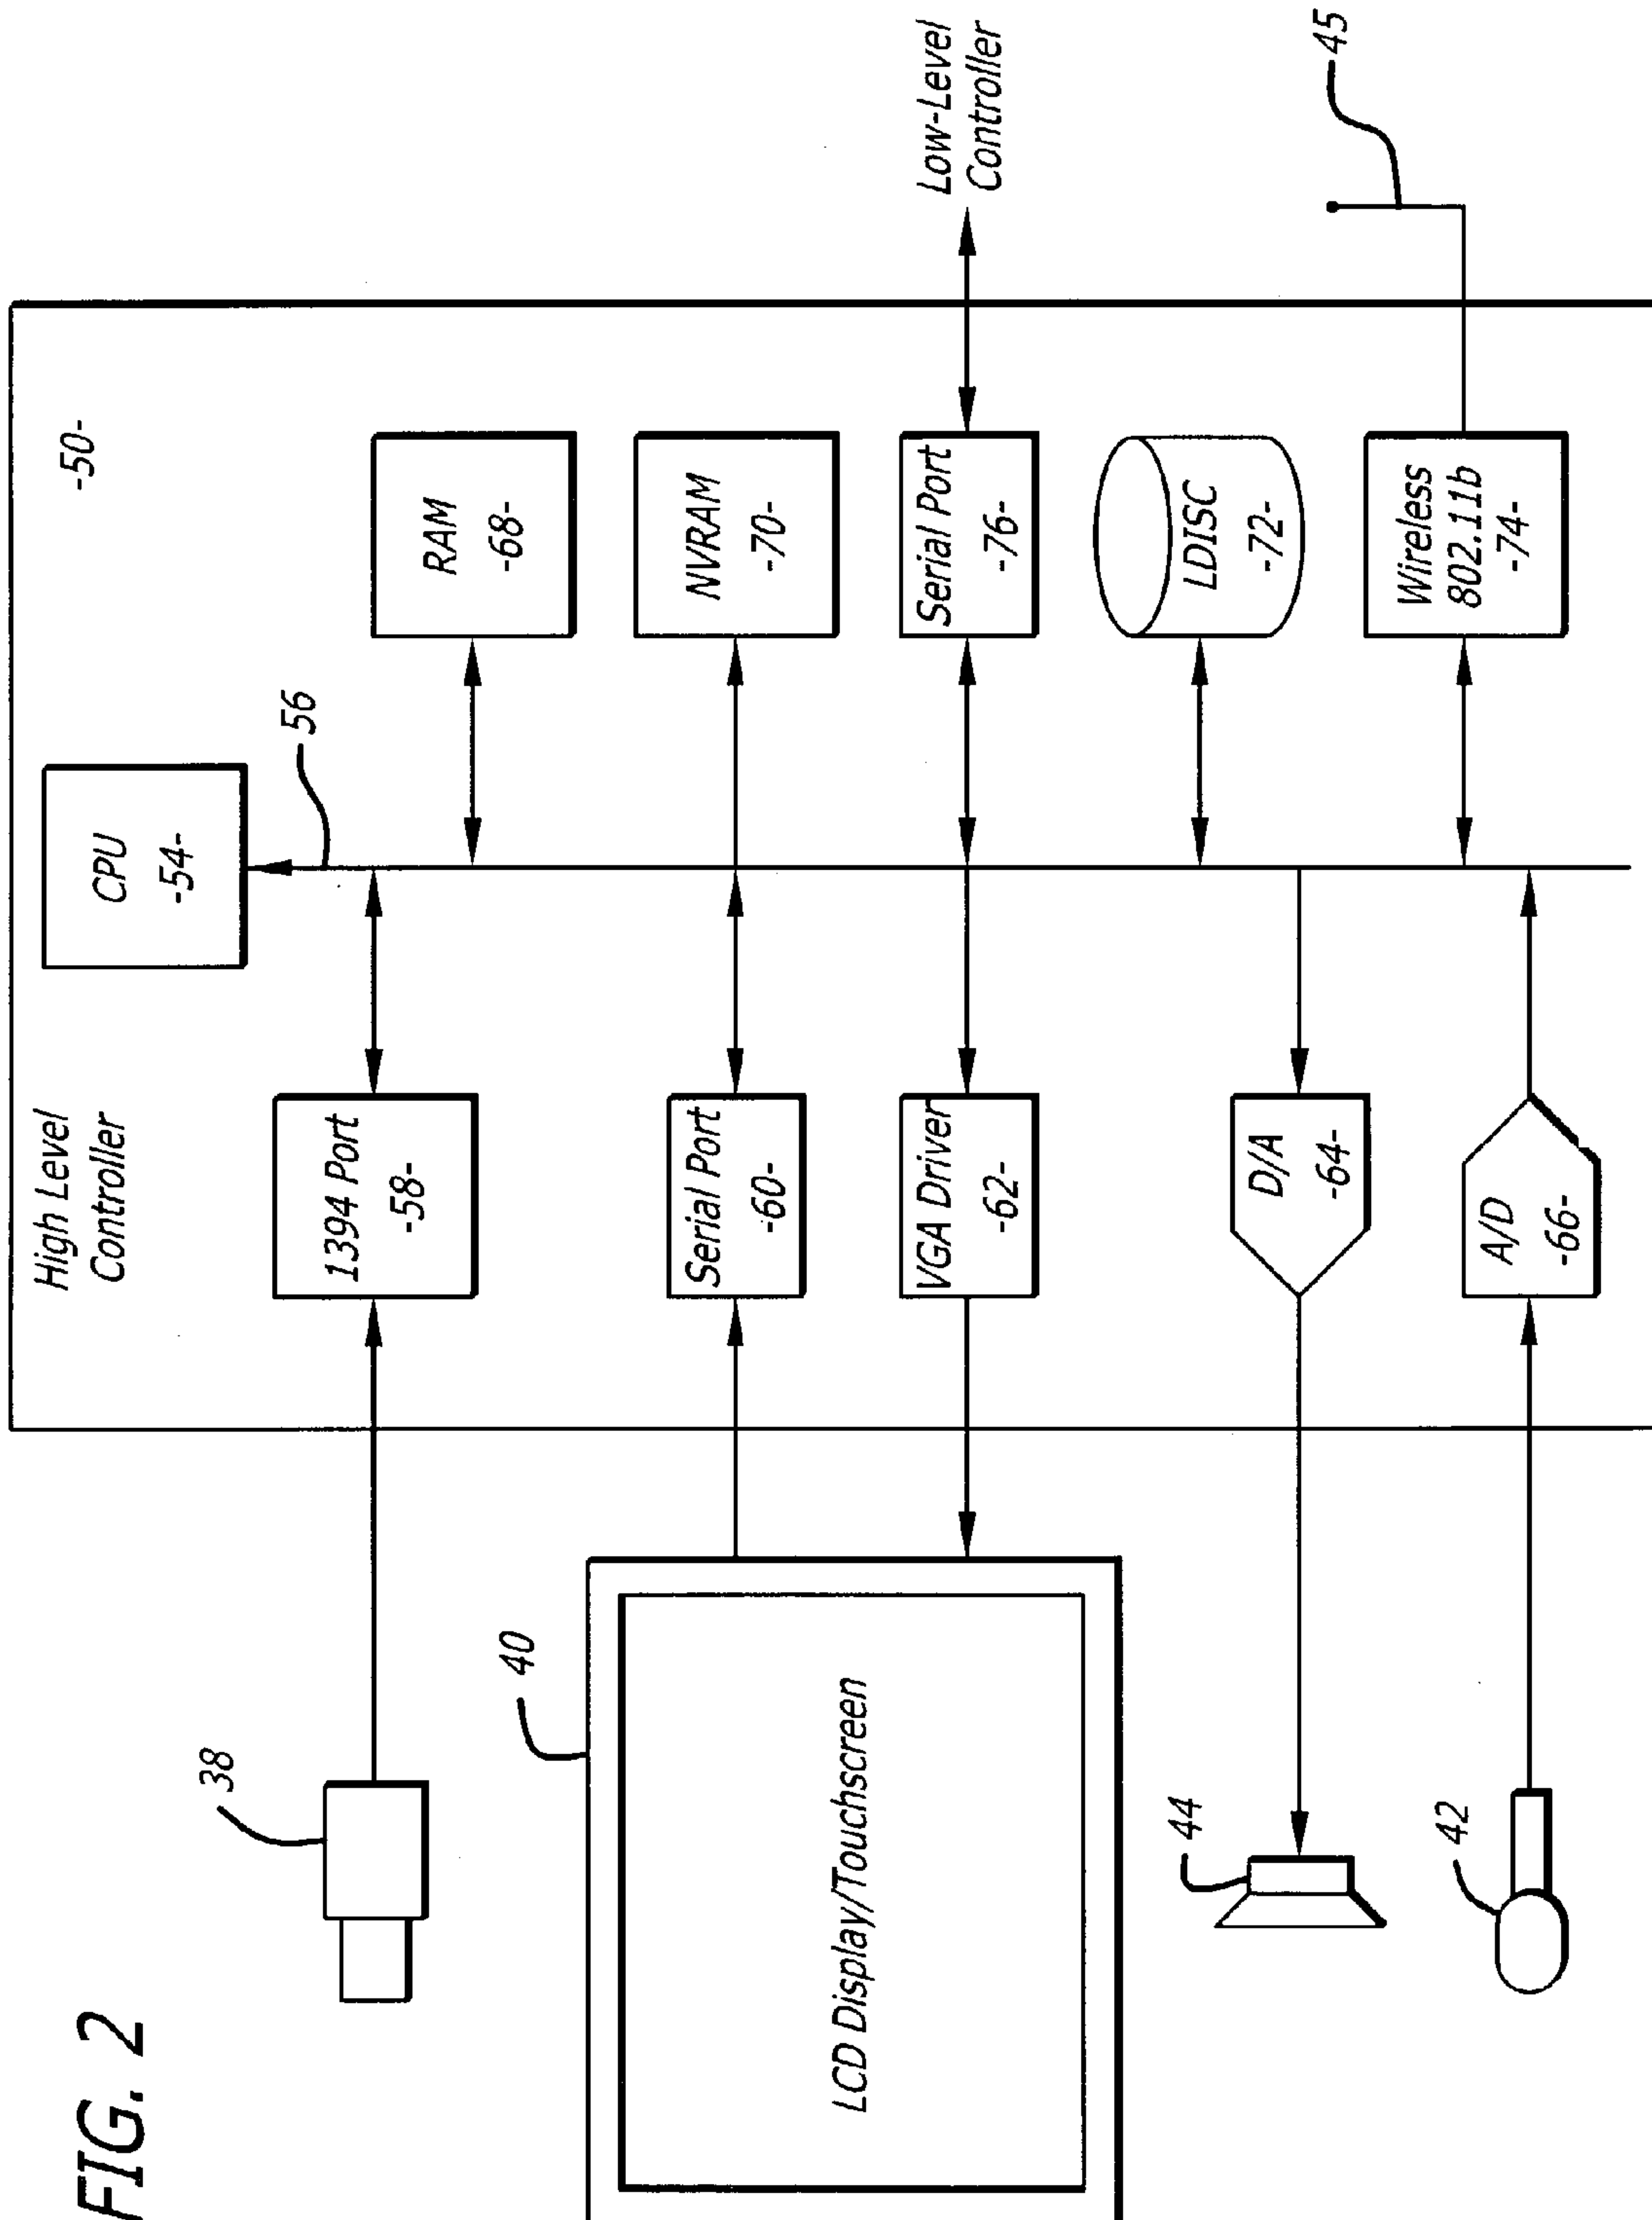 FIG. 2
High Level
Controller
-50-
CPU
-54-
56
38
1394 Port
-58-
RAM
-68-
40
LCD Display/Touchscreen
Serial Port
-60-
NVRAM
-70-
VGA Driver
-62-
Serial Port
-76-
Low-Level
Controller
44
D/A
-64-
LDISC
-72-
42
A/D
-66-
Wireless
802.11b
-74-
45